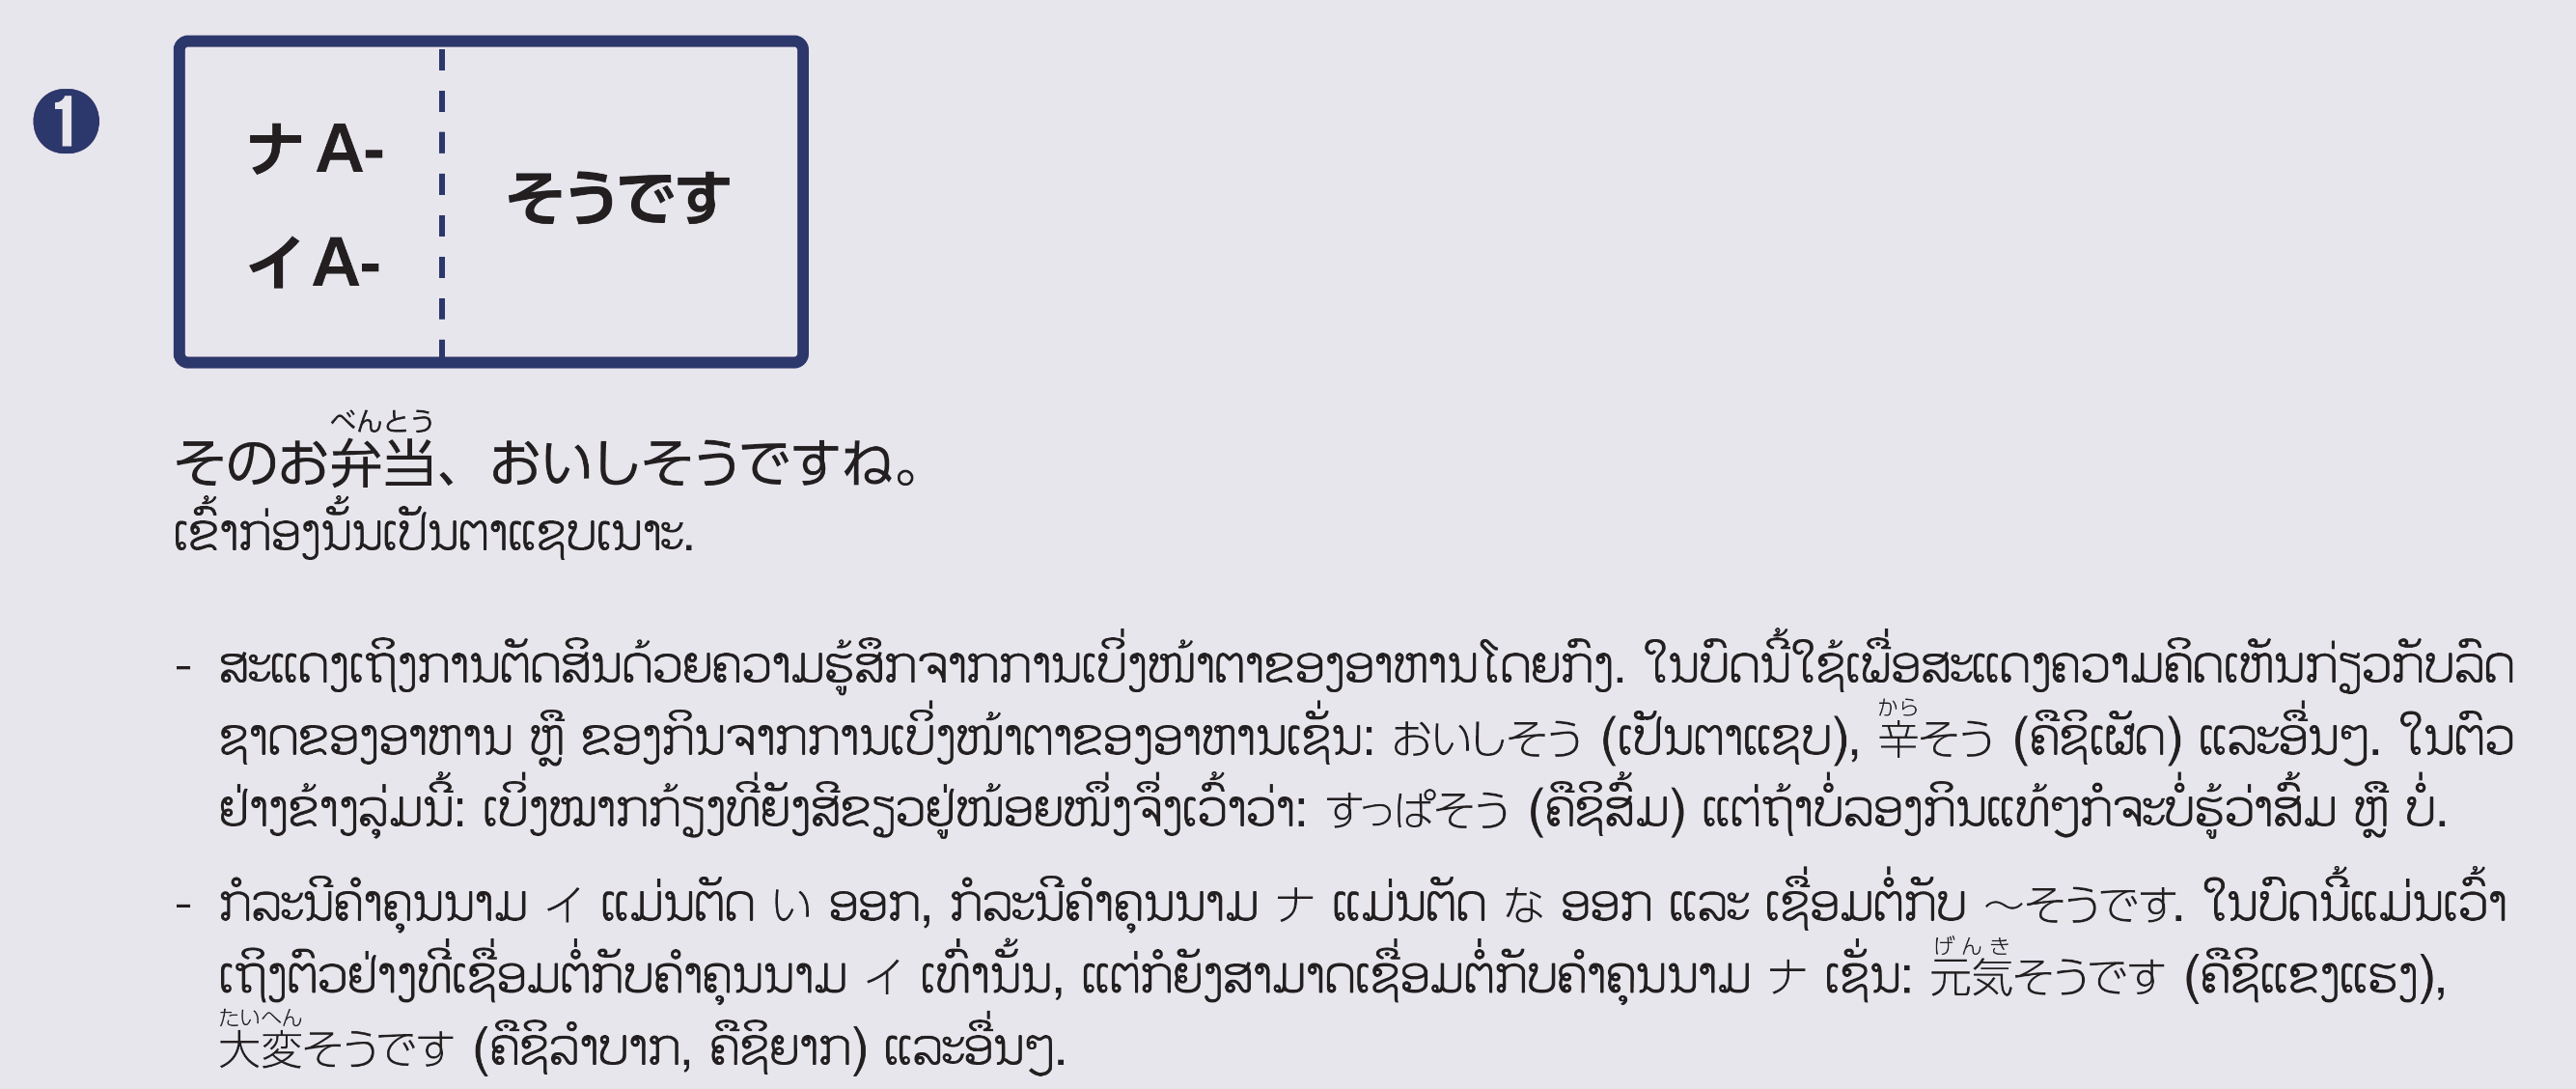 1
ナ A-
イ A-
そうです
べんとう
そのお弁当、おいしそうですね。
ເຂົ້າກ່ອງນັ້ນເປັນຕາແຊບເນາະ.
- ສະແດງເຖິງການຕັດສິນດ້ວຍຄວາມຮູ້ສຶກຈາກການເບິ່ງໜ້າຕາຂອງອາຫານໂດຍກົງ. ໃນບົດນີ້ໃຊ້ເພື່ອສະແດງຄວາມຄິດເຫັນກ່ຽວກັບລົດ
から
ຊາດຂອງອາຫານ ຫຼື ຂອງກິນຈາກການເບິ່ງໜ້າຕາຂອງອາຫານເຊັ່ນ: おいしそう (ເປັນຕາແຊບ), 辛そう (ຄືຊິເຜັດ) ແລະອື່ນໆ. ໃນຕົວ
ຢ່າງຂ້າງລຸ່ມນີ້: ເບິ່ງໝາກກ້ຽງທີ່ຍັງສີຂຽວຢູ່ໜ້ອຍໜຶ່ງຈຶ່ງເວົ້າວ່າ: すっぱそう (ຄືຊິສົ້ມ) ແຕ່ຖ້າບໍ່ລອງກິນແທ້ໆກໍຈະບໍ່ຮູ້ວ່າສົ້ມ ຫຼື ບໍ່.
- ກໍລະນີຄຳຄຸນນາມ イ ແມ່ນຕັດ い ອອກ, ກໍລະນີຄຳຄຸນນາມ ナ ແມ່ນຕັດ な ອອກ ແລະ ເຊື່ອມຕໍ່ກັບ ～そうです. ໃນບົດນີ້ແມ່ນເວົ້າ
げんき
ເຖິງຕົວຢ່າງທີ່ເຊື່ອມຕໍ່ກັບຄຳຄຸນນາມ イ ເທົ່ານັ້ນ, ແຕ່ກໍຍັງສາມາດເຊື່ອມຕໍ່ກັບຄຳຄຸນນາມ ナ ເຊັ່ນ: 元気そうです (ຄືຊິແຂງແຮງ),
たいへん
大変そうです (ຄືຊິລຳບາກ, ຄືຊິຍາກ) ແລະອື່ນໆ.